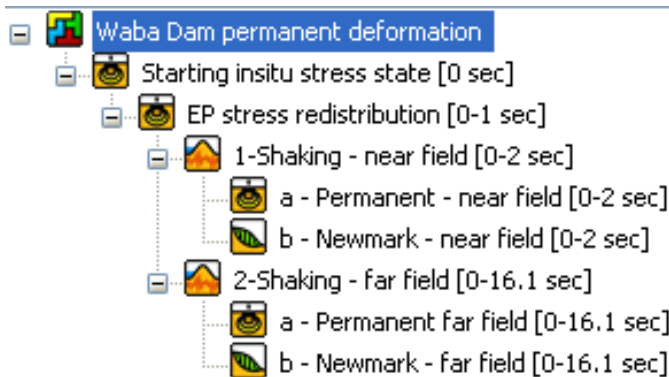 Waba Dam permanent deformation
Starting insitu stress state [0 sec]
EP stress redistribution [0-1 sec]
1-Shaking - near field [0-2 sec]
a - Permanent - near field [0-2 sec]
b - Newmark - near field [0-2 sec]
2-Shaking - far field [0-16.1 sec]
a - Permanent far field [0-16.1 sec]
b - Newmark - far field [0-16.1 sec]